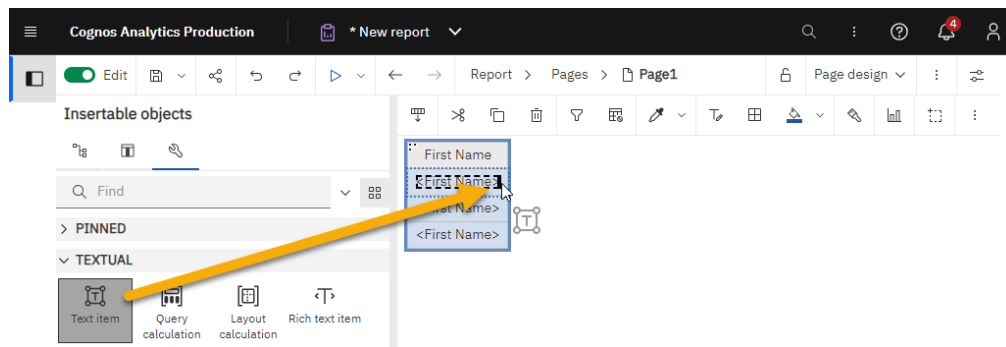 Cognos Analytics Production * New report 4
Edit Report > Pages > Page1 Page design
Insertable objects
Find
PINNED
TEXTUAL
Text item
Query calculation
Layout calculation
Rich text item
First Name
<First Name>
<First Name>
<First Name>